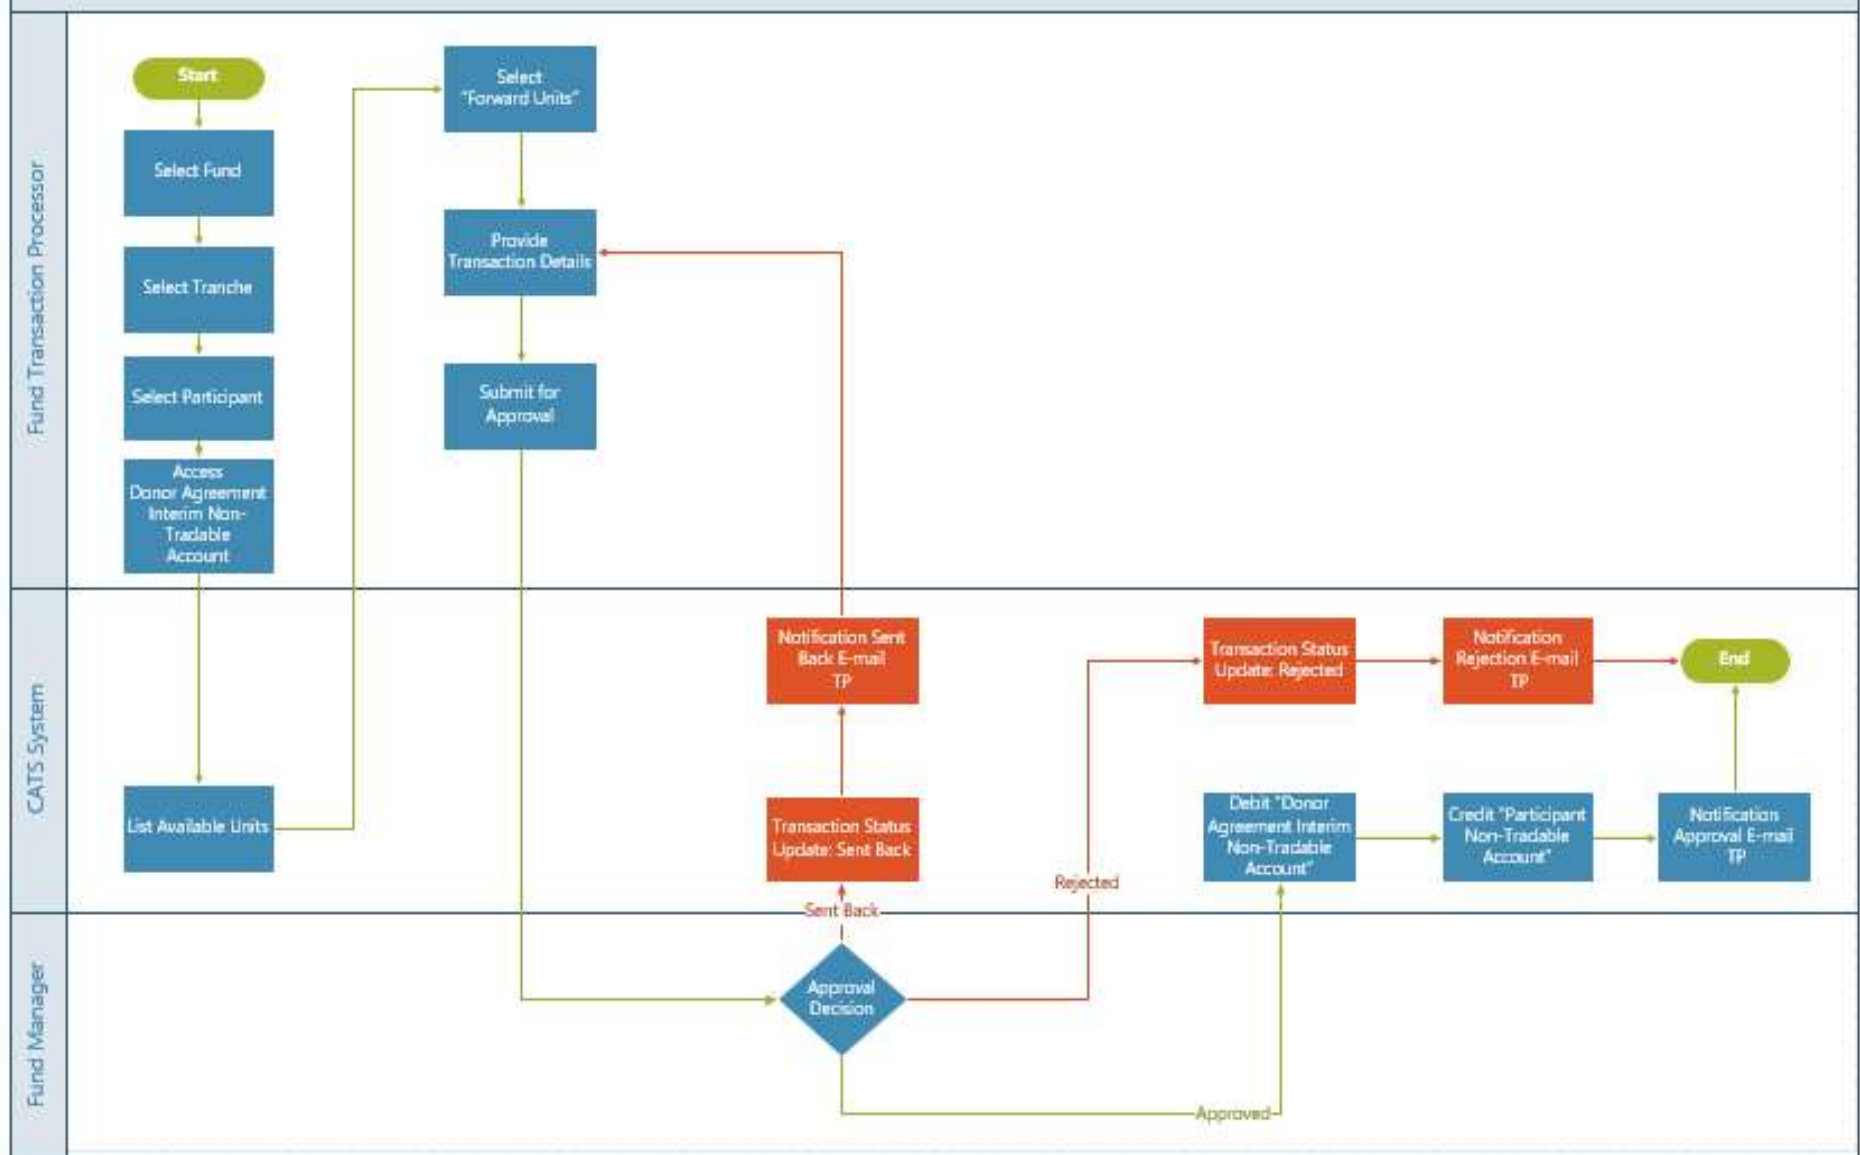 Fund Transaction Processor
Start
Select Fund
Select Tranche
Select Participant
Access
Donor Agreement
Interim Non-
Tradable
Account
Select
"Forward Units"
Provide
Transaction Details
Submit for
Approval
CATS System
List Available Units
Notification Sent
Back E-mail
TP
Transaction Status
Update: Sent Back
Sent Back
Rejected
Transaction Status
Update: Rejected
Notification
Rejection E-mail
TP
End
Debit "Donor
Agreement Interim
Non-Tradable
Account"
Credit "Participant
Non-Tradable
Account"
Notification
Approval E-mail
TP
Fund Manager
Approval
Decision
Approved